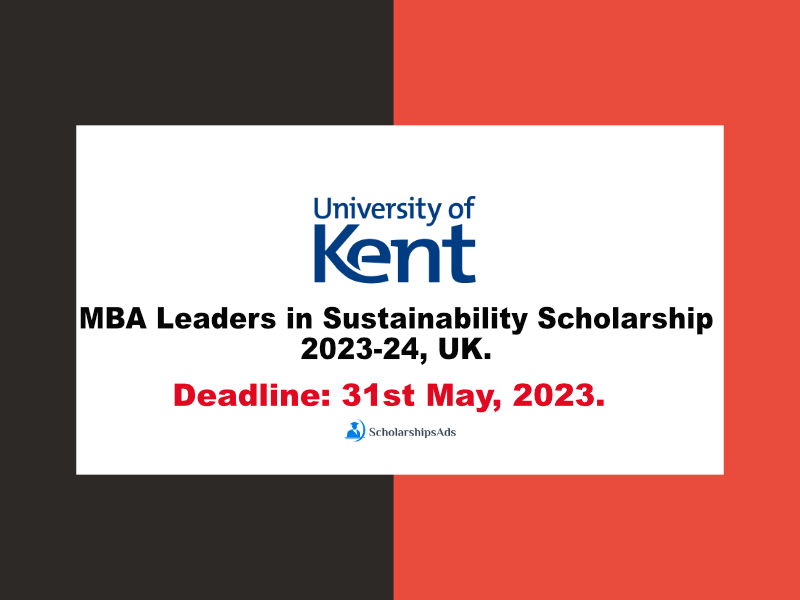 University of
Kent
MBA Leaders in Sustainability Scholarship
2023-24, UK.
Deadline: 31st May, 2023.
ScholarshipsAds